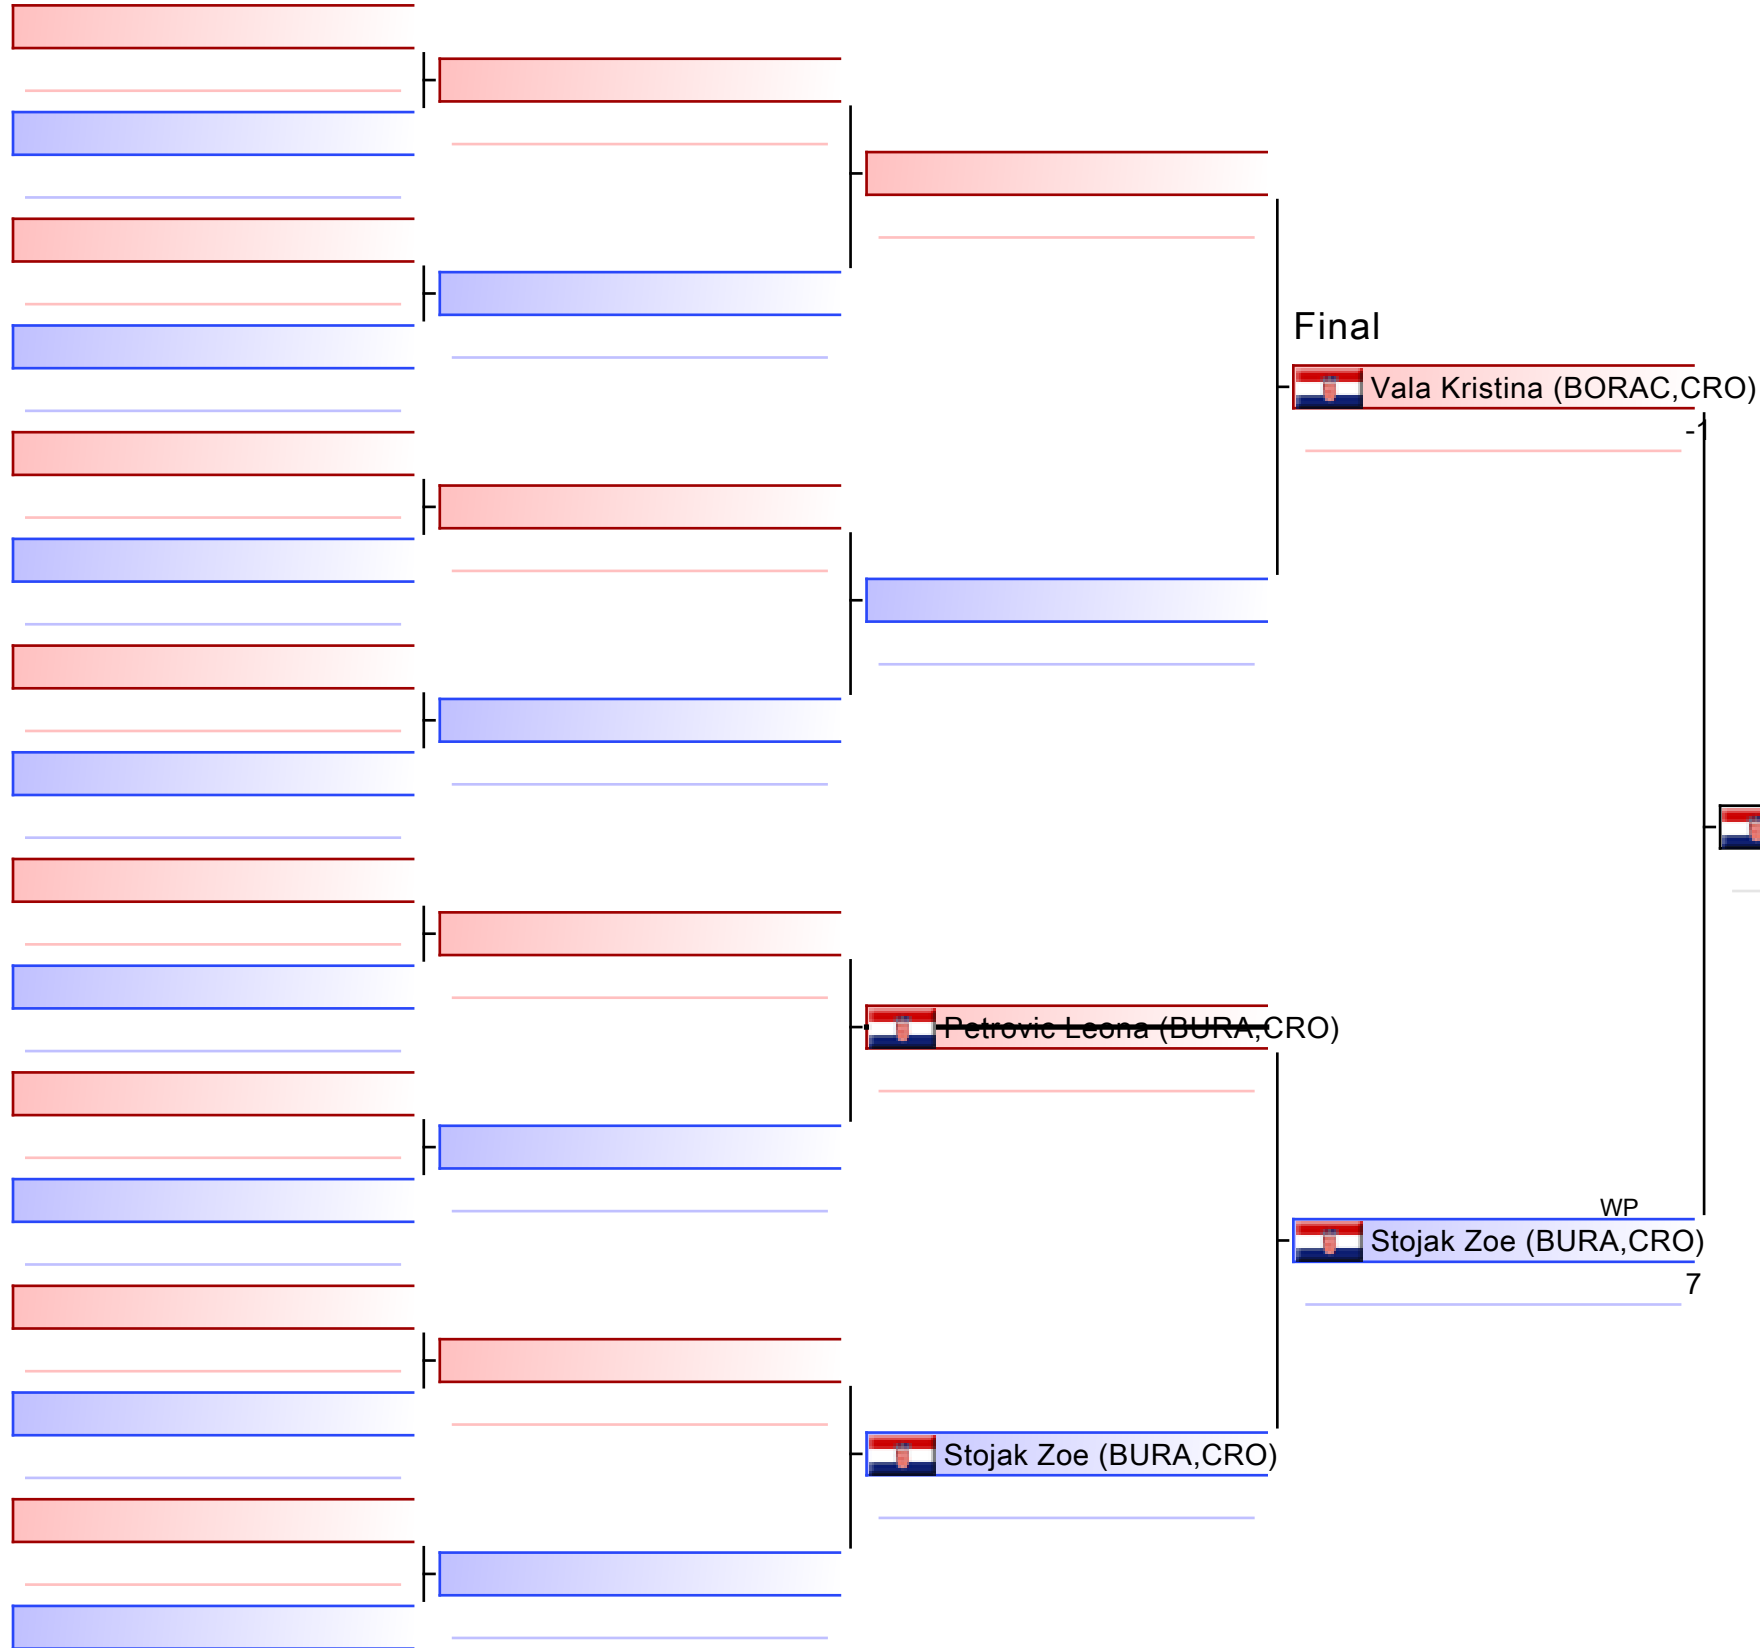 Final
Vala Kristina (BORAC,CRO)
-1
Petrovic Leona (BURA,CRO)
WP
Stojak Zoe (BURA,CRO)
7
Stojak Zoe (BURA,CRO)